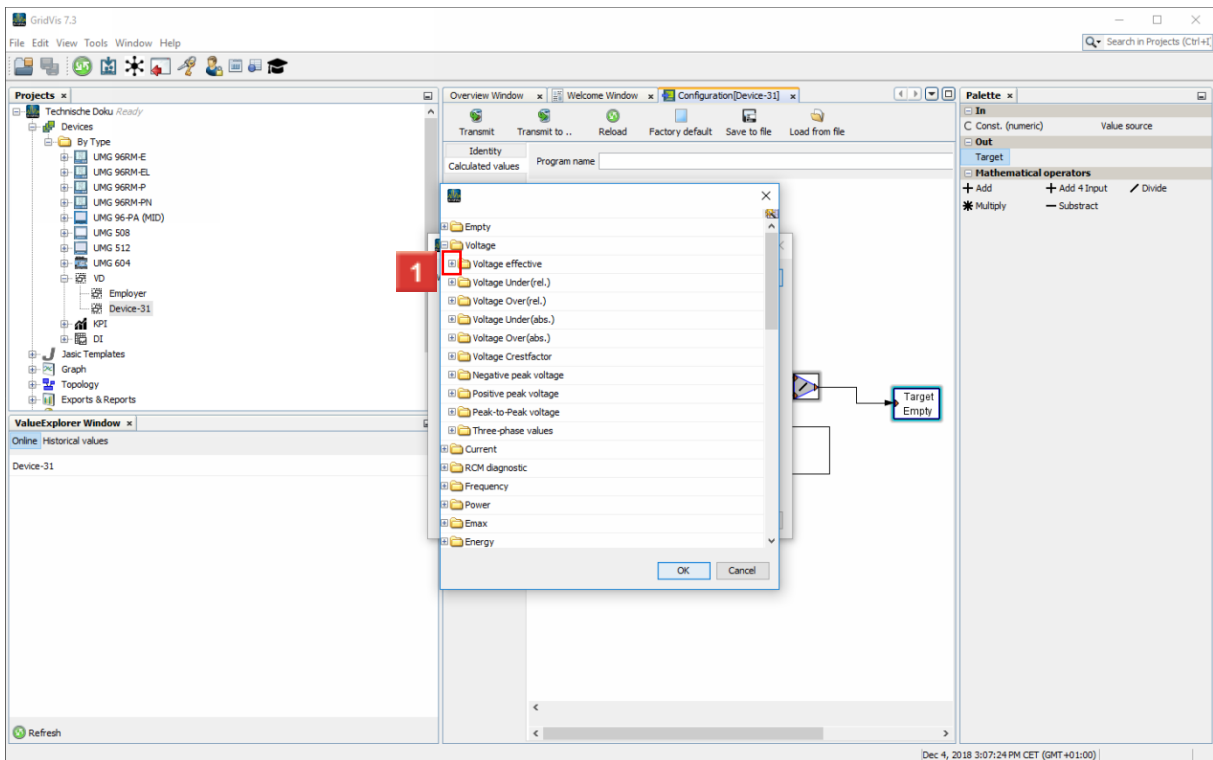 GridVis 7.3
File Edit View Tools Window Help
Search in Projects (Ctrl+I
Projects
Technische Doku Ready
Devices
By Type
UMG 96RM-E
UMG 96RM-EL
UMG 96RM-P
UMG 96RM-PN
UMG 96-PA (MID)
UMG 508
UMG 512
UMG 604
VD
Employer
Device-31
KPI
DI
Jasic Templates
Graph
Topology
Exports & Reports
ValueExplorer Window
Online Historical values
Device-31
Refresh
Overview Window Welcome Window Configuration[Device-31]
Transmit Transmit to .. Reload Factory default Save to file Load from file
Identity
Calculated values
Program name
1
Empty
Voltage
Voltage effective
Voltage Under(rel.)
Voltage Over(rel.)
Voltage Under(abs.)
Voltage Over(abs.)
Voltage Crestfactor
Negative peak voltage
Positive peak voltage
Peak-to-Peak voltage
Three-phase values
Current
RCM diagnostic
Frequency
Power
Emax
Energy
OK Cancel
Target
Empty
Palette
In
C Const. (numeric) Value source
Out
Target
Mathematical operators
Add Add 4 Input Divide
Multiply Substract
Dec 4, 2018 3:07:24 PM CET (GMT+01:00)